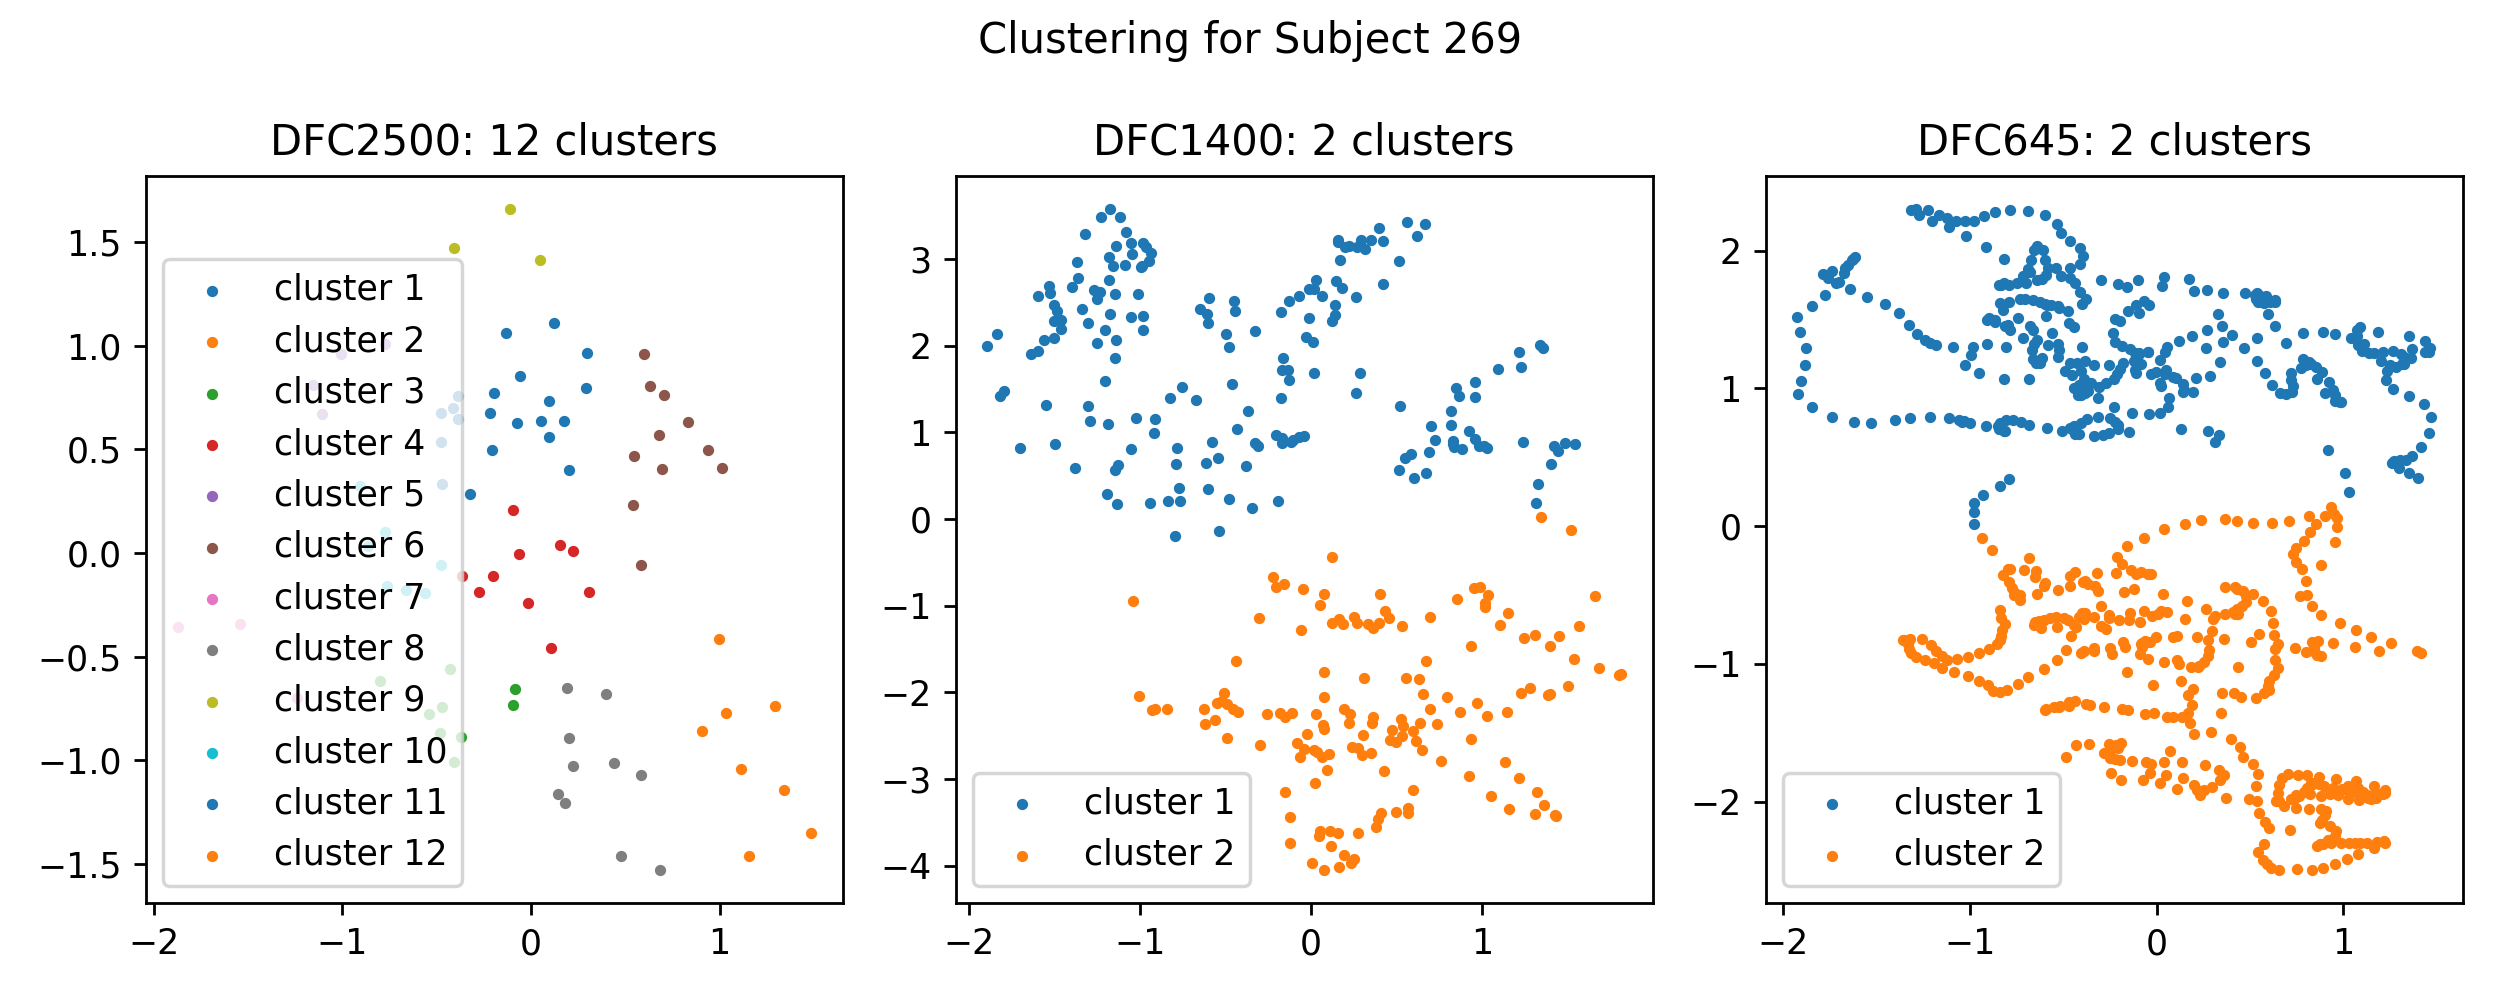 Clustering for Subject 269
DFC2500: 12 clusters
1.5
1.0
0.5
0.0
−0.5
−1.0
−1.5
−2
−1
0
1
cluster 1
cluster 2
cluster 3
cluster 4
cluster 5
cluster 6
cluster 7
cluster 8
cluster 9
cluster 10
cluster 11
cluster 12
DFC1400: 2 clusters
3
2
1
0
−1
−2
−3
−4
−2
−1
0
1
cluster 1
cluster 2
DFC645: 2 clusters
2
1
0
−1
−2
−2
−1
0
1
cluster 1
cluster 2